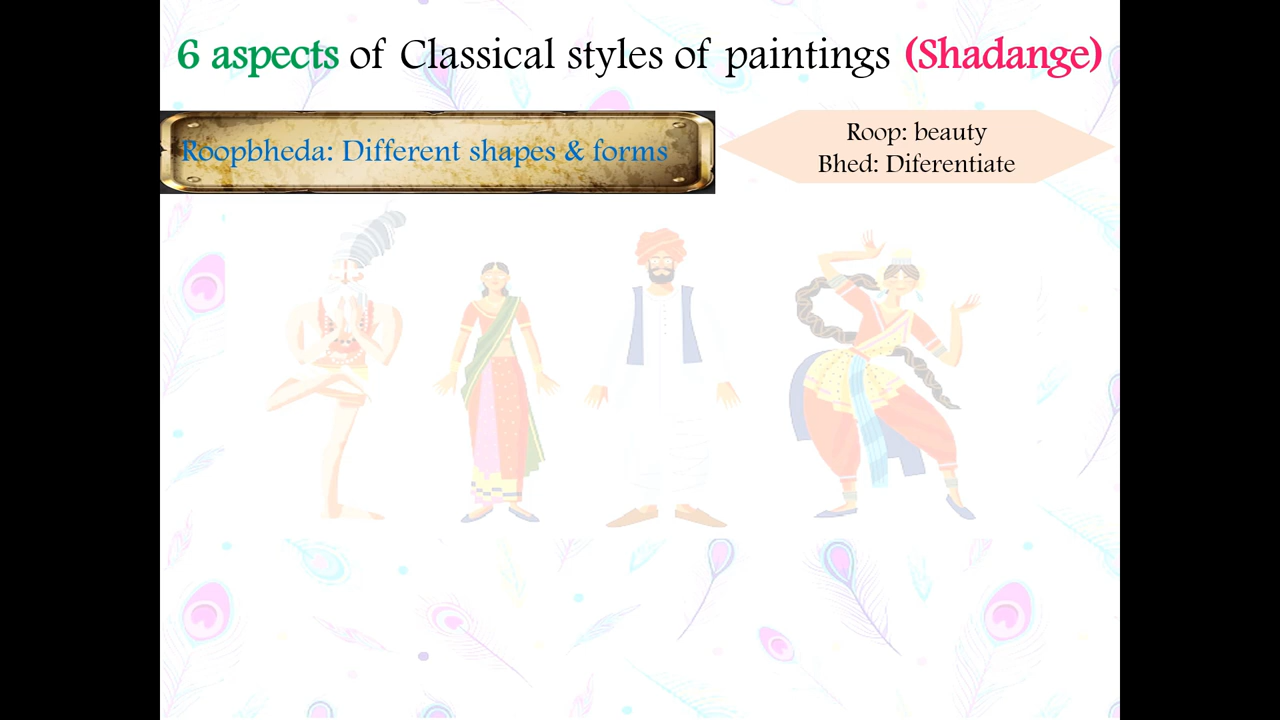 6 aspects of Classical styles of paintings (Shadange)
Roopbheda: Different shapes & forms
Roop: beauty
Bhed: Diferentiate